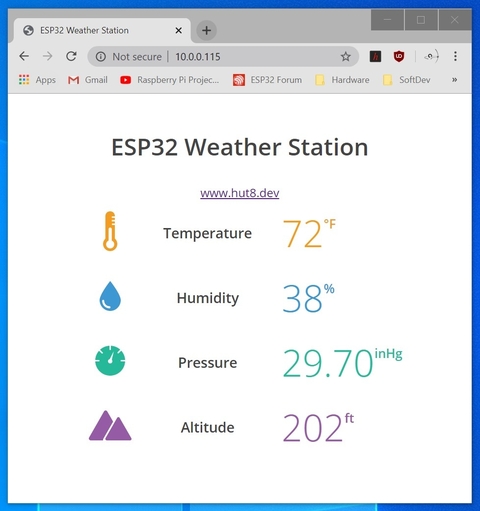 ESP32 Weather Station
Not secure | 10.0.0.115
Apps Gmail Raspberry Pi Projec... ESP32 Forum Hardware SoftDev »
ESP32 Weather Station
www.hut8.dev
Temperature 72°F
Humidity 38%
Pressure 29.70inHg
Altitude 202ft